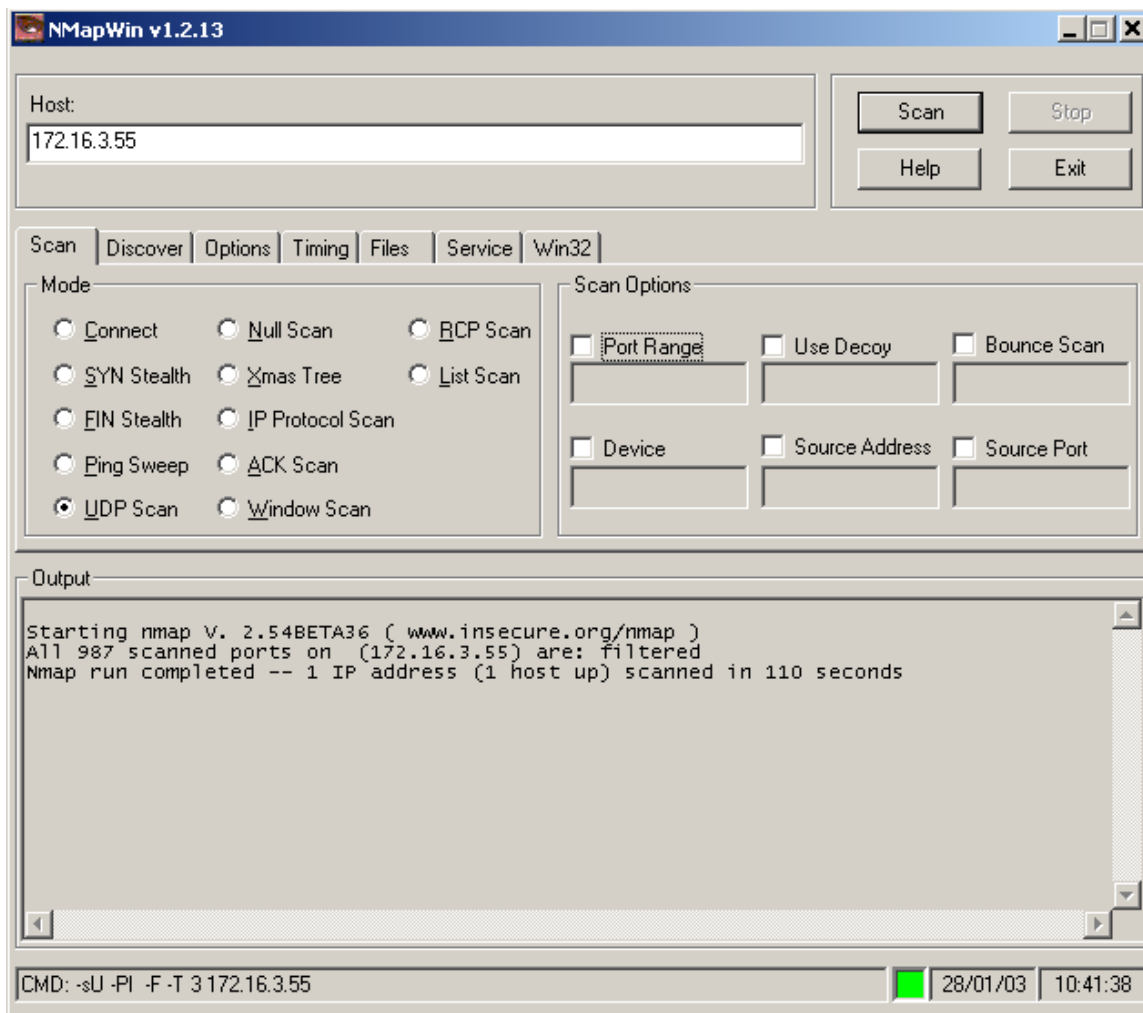 NMapWin v1.2.13
Host:
172.16.3.55
Scan
Stop
Help
Exit
Scan Discover Options Timing Files Service Win32
Mode
Connect Null Scan RCP Scan
SYN Stealth Xmas Tree List Scan
FIN Stealth IP Protocol Scan
Ping Sweep ACK Scan
UDP Scan Window Scan
Scan Options
Port Range Use Decoy Bounce Scan
Device Source Address Source Port
Output
Starting nmap V. 2.54BETA36 ( www.insecure.org/nmap )
All 987 scanned ports on  (172.16.3.55) are: filtered
Nmap run completed -- 1 IP address (1 host up) scanned in 110 seconds
CMD: -sU -PI -F -T 3 172.16.3.55
28/01/03
10:41:38